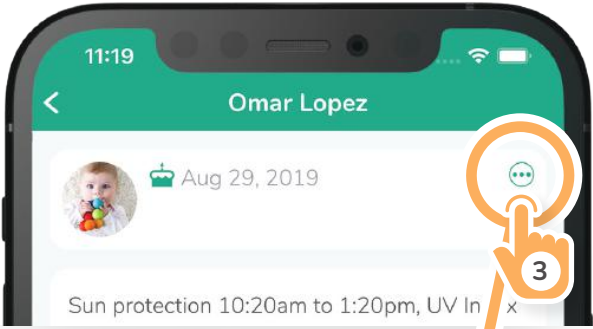 11:19
Omar Lopez
Aug 29, 2019
3
Sun protection 10:20am to 1:20pm, UV In x